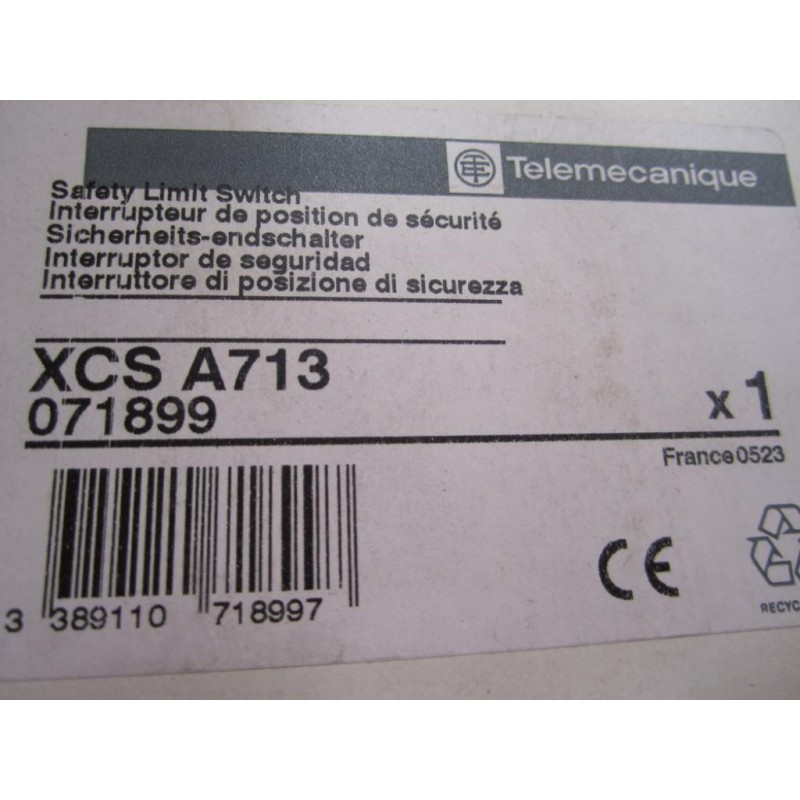 Telemecanique
Safety Limit Switch
Interrupteur de position de sécurité
Sicherheits-endschalter
Interruptor de seguridad
Interruttore di posizione di sicurezza
XCS A713
071899
x 1
France 0523
3 389110 718997
CE